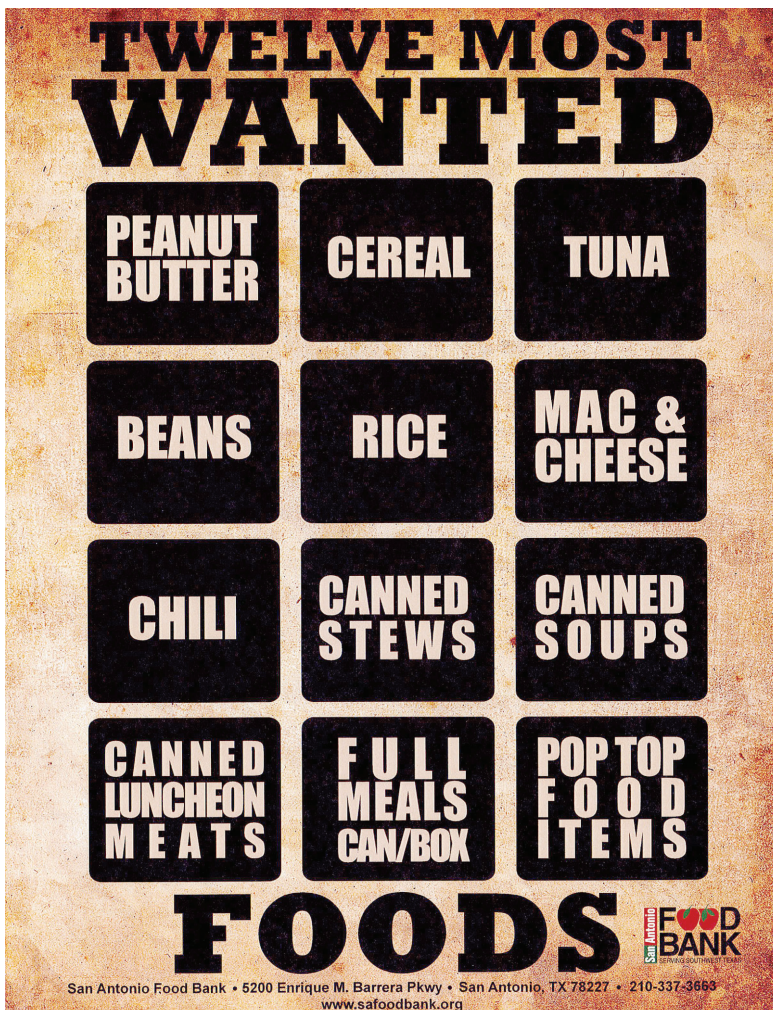 TWELVE MOST
WANTED
PEANUT
BUTTER
CEREAL
TUNA
BEANS
RICE
MAC &
CHEESE
CHILI
CANNED
STEWS
CANNED
SOUPS
CANNED
LUNCHEON
MEATS
FULL
MEALS
CAN/BOX
POP TOP
FOOD
ITEMS
FOODS
San Antonio
FOOD
BANK
SERVING SOUTHWEST TEXAS
San Antonio Food Bank • 5200 Enrique M. Barrera Pkwy • San Antonio, TX 78227 • 210-337-3663
www.safoodbank.org